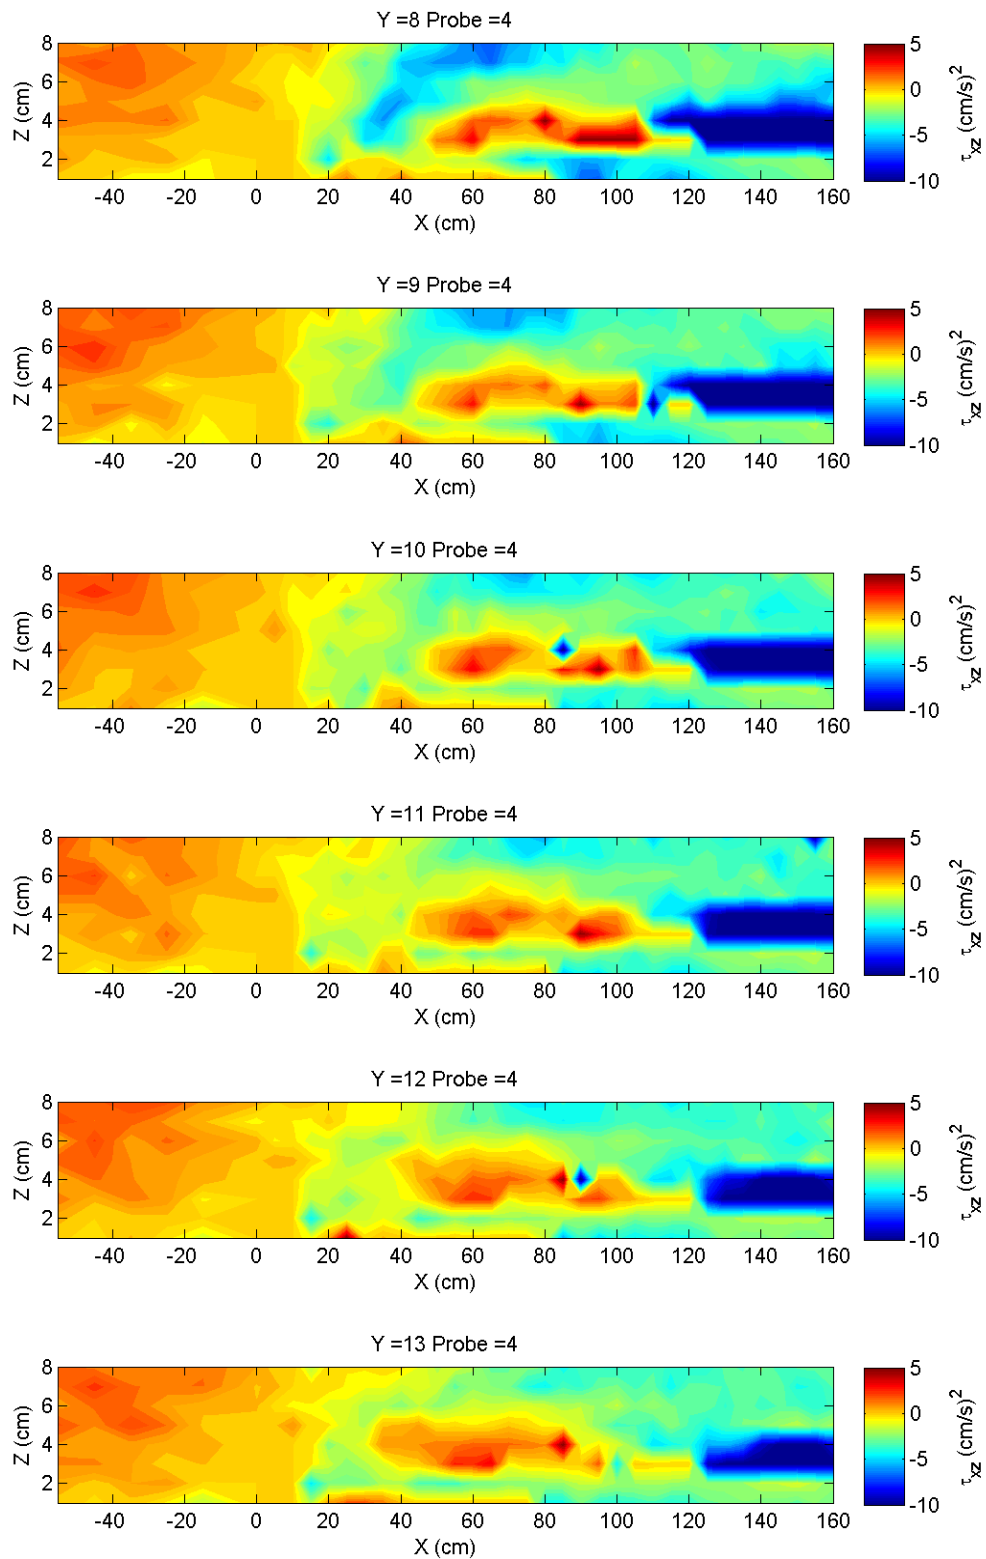 Y =8 Probe =4
8
6
4
2
Z (cm)
-40 -20 0 20 40 60 80 100 120 140 160
X (cm)
5
0
-5
-10
τxz (cm/s)²
Y =9 Probe =4
8
6
4
2
Z (cm)
-40 -20 0 20 40 60 80 100 120 140 160
X (cm)
5
0
-5
-10
τxz (cm/s)²
Y =10 Probe =4
8
6
4
2
Z (cm)
-40 -20 0 20 40 60 80 100 120 140 160
X (cm)
5
0
-5
-10
τxz (cm/s)²
Y =11 Probe =4
8
6
4
2
Z (cm)
-40 -20 0 20 40 60 80 100 120 140 160
X (cm)
5
0
-5
-10
τxz (cm/s)²
Y =12 Probe =4
8
6
4
2
Z (cm)
-40 -20 0 20 40 60 80 100 120 140 160
X (cm)
5
0
-5
-10
τxz (cm/s)²
Y =13 Probe =4
8
6
4
2
Z (cm)
-40 -20 0 20 40 60 80 100 120 140 160
X (cm)
5
0
-5
-10
τxz (cm/s)²